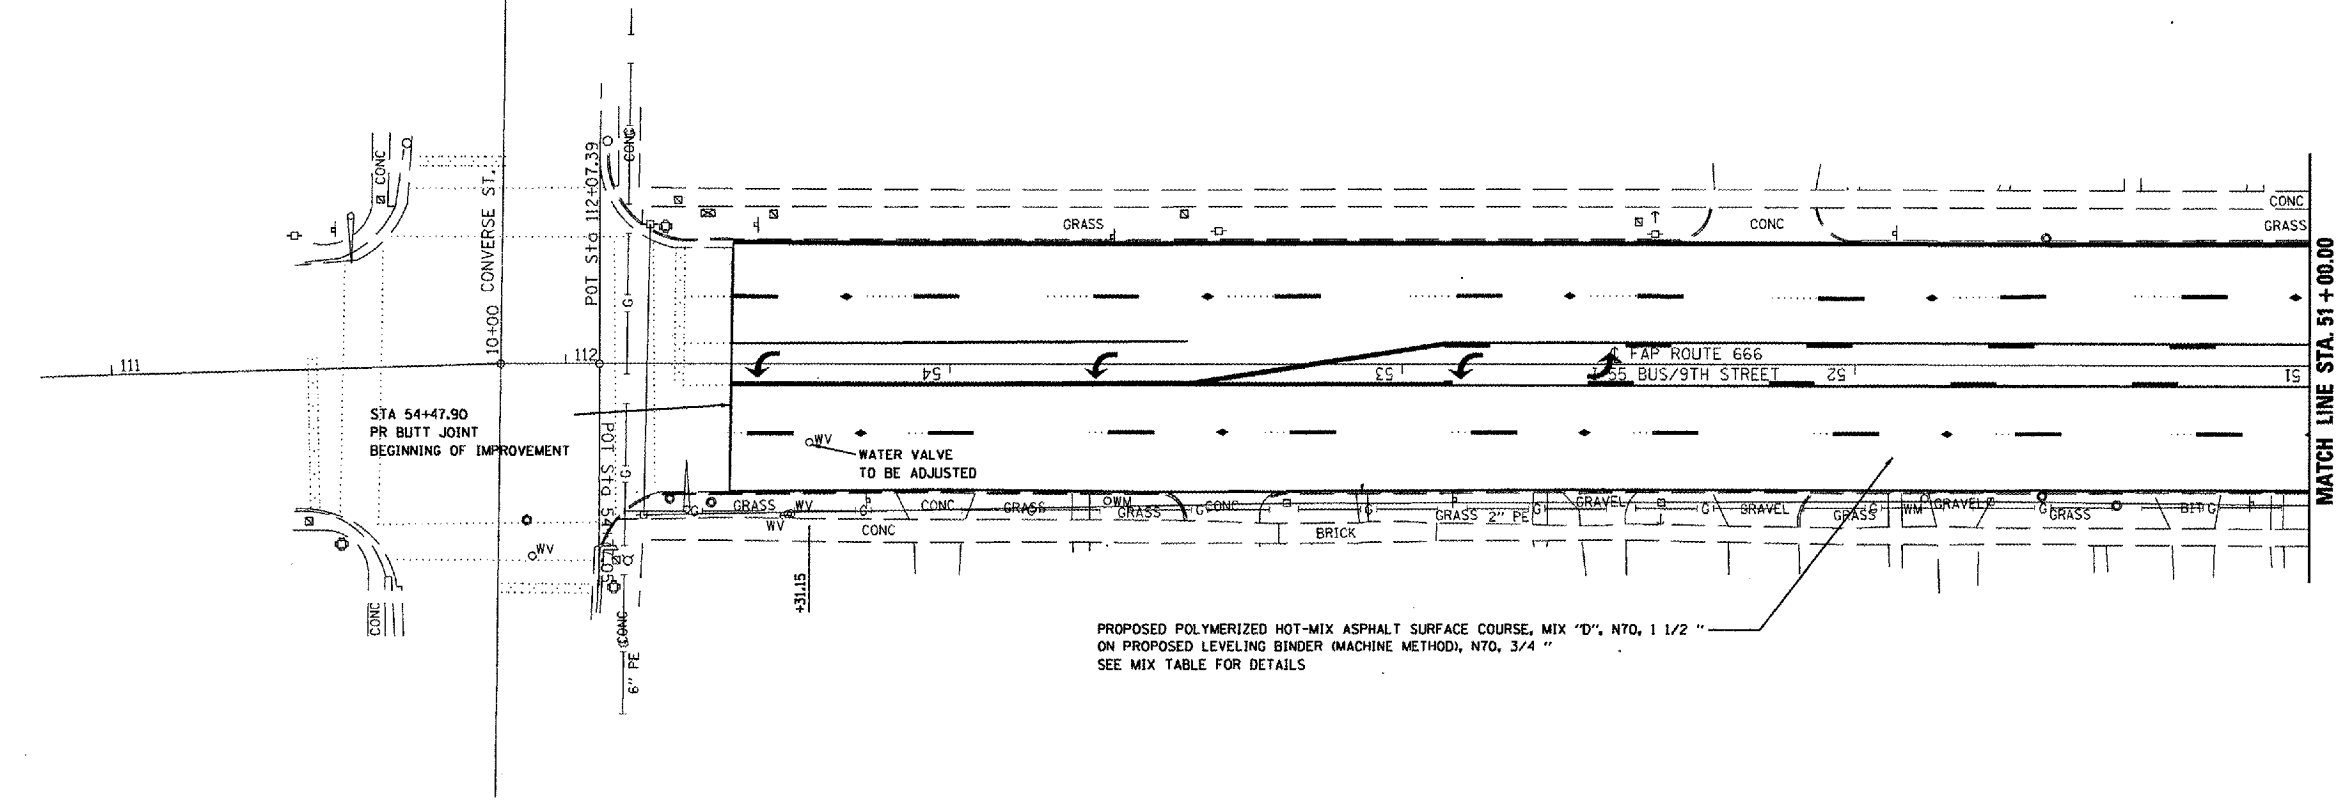 CONC
CONC
10+00 CONVERSE ST.
POT Sta 112+07.39
GRASS
CONC
CONC
GRASS
MATCH LINE STA. 51+00.00
111
112
54
53
52
51
℄ FAP ROUTE 666
I-55 BUS/9TH STREET
STA 54+47.90
PR BUTT JOINT
BEGINNING OF IMPROVEMENT
G
G
WV
WATER VALVE
TO BE ADJUSTED
GRASS
WV
WV
G
G
CONC
GRASS
WM
GRASS
G
CONC
G
GRASS
2" PE
G
GRAVEL
G
GRAVEL
GRASS
G
WM
GRAVEL
G
GRASS
BIT
G
CONC
BRICK
WV
CONC
CONC
6" PE
+31.15
PROPOSED POLYMERIZED HOT-MIX ASPHALT SURFACE COURSE, MIX "D", N70, 1 1/2 "
ON PROPOSED LEVELING BINDER (MACHINE METHOD), N70, 3/4 "
SEE MIX TABLE FOR DETAILS